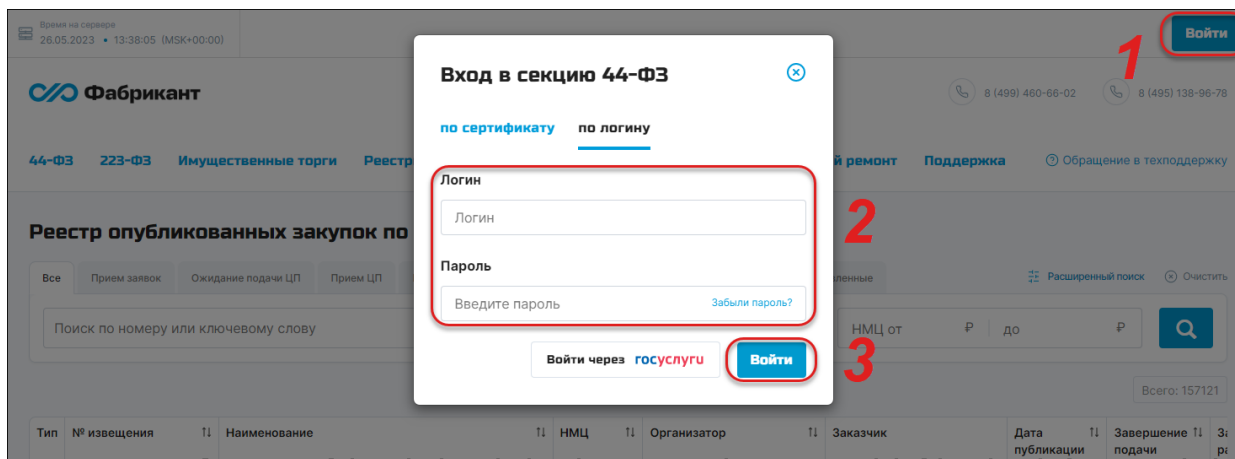 Время на сервере
26.05.2023 • 13:38:05 (MSK+00:00)
Войти
1
Фабрикант
8 (499) 460-66-02
8 (495) 138-96-78
44-ФЗ 223-ФЗ Имущественные торги Реестр
й ремонт Поддержка Обращение в техподдержку
Вход в секцию 44-ФЗ
по сертификату по логину
Логин
Логин
Пароль
Введите пароль Забыли пароль?
2
Войти через госуслуги Войти
3
Реестр опубликованных закупок по
Все Прием заявок Ожидание подачи ЦП Прием ЦП
ленные Расширенный поиск Очистить
Поиск по номеру или ключевому слову
НМЦ от ₽ до ₽
Всего: 157121
Тип № извещения Наименование НМЦ Организатор Заказчик Дата публикации Завершение подачи